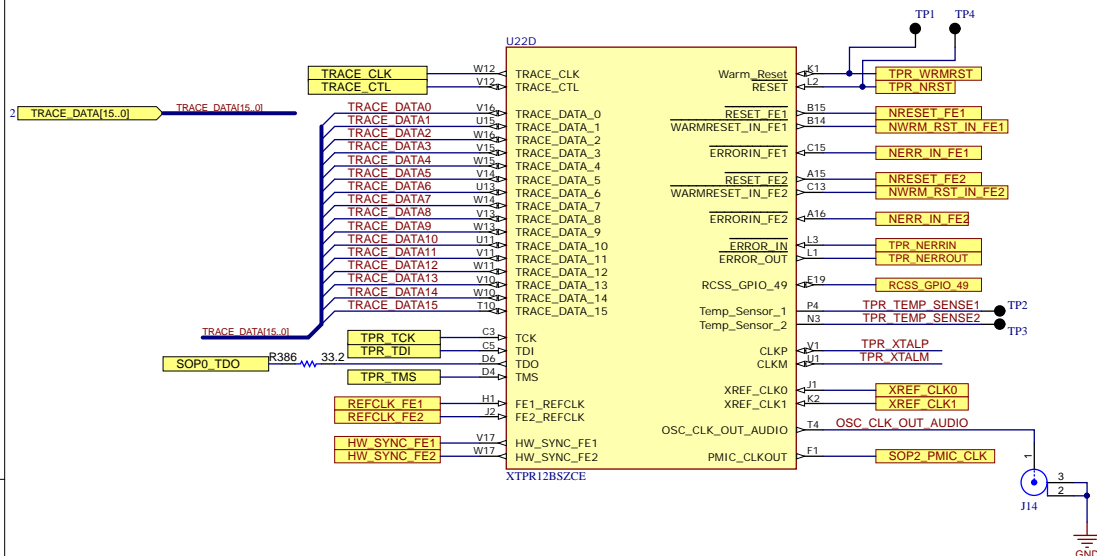 TP1 TP4
U22D
TRACE_CLK W12 TRACE_CLK Warm_Reset K1 TPR_WRMRST
TRACE_CTL V12 TRACE_CTL RESET L2 TPR_NRST
2 TRACE_DATA[15..0] TRACE_DATA[15..0]
TRACE_DATA0 V16 TRACE_DATA_0 RESET_FE1 B15 NRESET_FE1
TRACE_DATA1 U15 TRACE_DATA_1 WARMRESET_IN_FE1 B14 NWRM_RST_IN_FE1
TRACE_DATA2 W16 TRACE_DATA_2
TRACE_DATA3 V15 TRACE_DATA_3 ERRORIN_FE1 C15 NERR_IN_FE1
TRACE_DATA4 W15 TRACE_DATA_4
TRACE_DATA5 V14 TRACE_DATA_5 RESET_FE2 A15 NRESET_FE2
TRACE_DATA6 U13 TRACE_DATA_6 WARMRESET_IN_FE2 C13 NWRM_RST_IN_FE2
TRACE_DATA7 W14 TRACE_DATA_7
TRACE_DATA8 V13 TRACE_DATA_8 ERRORIN_FE2 A16 NERR_IN_FE2
TRACE_DATA9 W13 TRACE_DATA_9
TRACE_DATA10 U11 TRACE_DATA_10 ERROR_IN L3 TPR_NERRIN
TRACE_DATA11 V11 TRACE_DATA_11 ERROR_OUT L1 TPR_NERROUT
TRACE_DATA12 W11 TRACE_DATA_12
TRACE_DATA13 V10 TRACE_DATA_13 RCSS_GPIO_49 F19 RCSS_GPIO_49
TRACE_DATA14 W10 TRACE_DATA_14
TRACE_DATA15 T10 TRACE_DATA_15 Temp_Sensor_1 P4 TPR_TEMP_SENSE1 TP2
Temp_Sensor_2 N3 TPR_TEMP_SENSE2 TP3
TRACE_DATA[15..0]
TPR_TCK C3 TCK
TPR_TDI C5 TDI CLKP V1 TPR_XTALP
SOP0_TDO R386 33.2 D6 TDO CLKM U1 TPR_XTALM
TPR_TMS D4 TMS
XREF_CLK0 J1 XREF_CLK0
REFCLK_FE1 H1 FE1_REFCLK XREF_CLK1 K2 XREF_CLK1
REFCLK_FE2 J2 FE2_REFCLK
OSC_CLK_OUT_AUDIO T4 OSC_CLK_OUT_AUDIO
HW_SYNC_FE1 V17 HW_SYNC_FE1
HW_SYNC_FE2 W17 HW_SYNC_FE2 PMIC_CLKOUT F1 SOP2_PMIC_CLK
1
XTPR12BSZCE
3
2
J14
GND